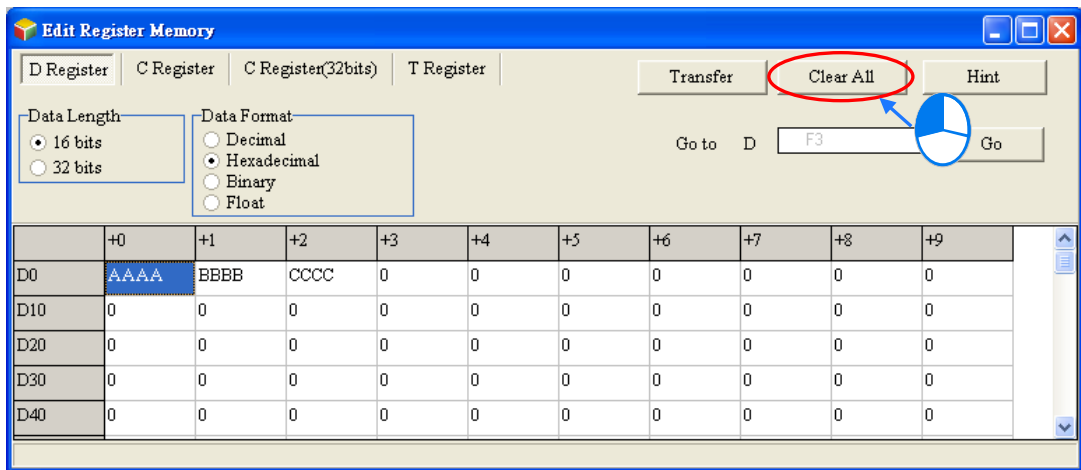 Edit Register Memory
D Register C Register C Register(32bits) T Register Transfer Clear All Hint
Data Length Data Format
16 bits Decimal Go to D F3 Go
32 bits Hexadecimal
Binary
Float
+0 +1 +2 +3 +4 +5 +6 +7 +8 +9
D0 AAAA BBBB CCCC 0 0 0 0 0 0 0
D10 0 0 0 0 0 0 0 0 0 0
D20 0 0 0 0 0 0 0 0 0 0
D30 0 0 0 0 0 0 0 0 0 0
D40 0 0 0 0 0 0 0 0 0 0